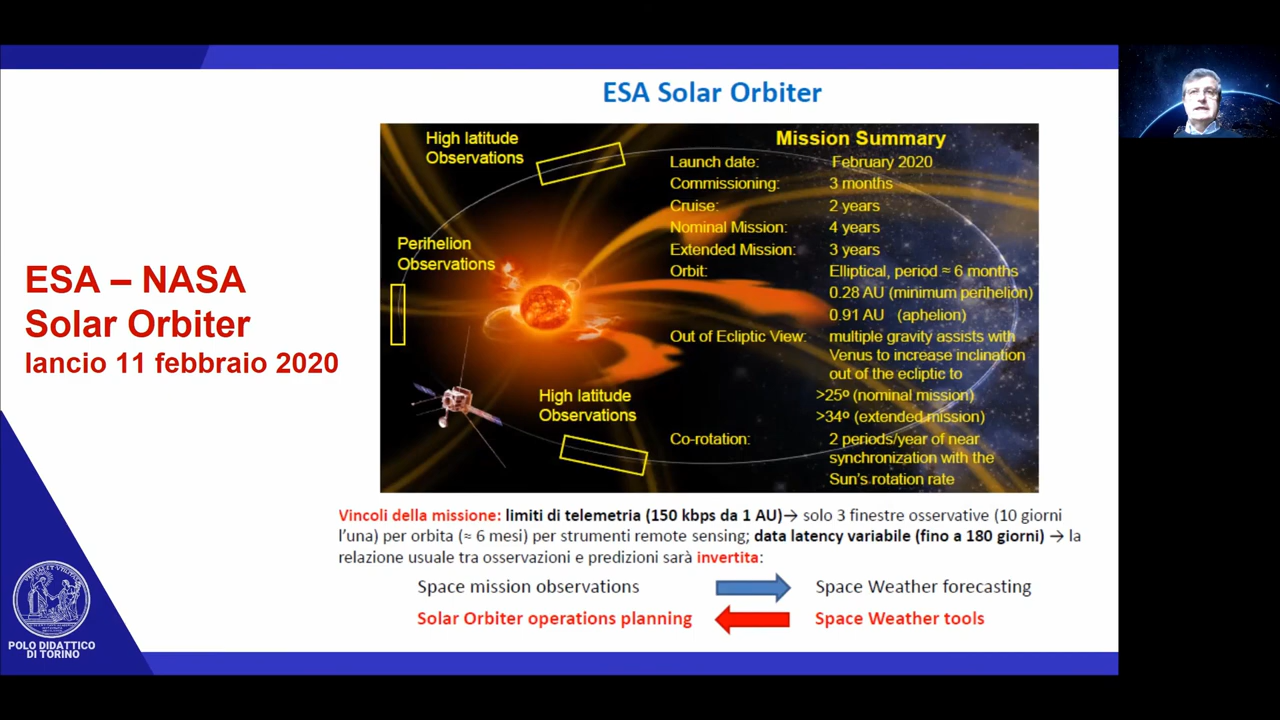 ESA Solar Orbiter
ESA – NASA
Solar Orbiter
lancio 11 febbraio 2020
High latitude
Observations
Perihelion
Observations
High latitude
Observations
Mission Summary
Launch date: February 2020
Commissioning: 3 months
Cruise: 2 years
Nominal Mission: 4 years
Extended Mission: 3 years
Orbit: Elliptical, period ≈ 6 months
0.28 AU (minimum perihelion)
0.91 AU (aphelion)
Out of Ecliptic View: multiple gravity assists with
Venus to increase inclination
out of the ecliptic to
>25º (nominal mission)
>34º (extended mission)
Co-rotation: 2 periods/year of near
synchronization with the
Sun's rotation rate
Vincoli della missione: limiti di telemetria (150 kbps da 1 AU)→ solo 3 finestre osservative (10 giorni
l'una) per orbita (≈ 6 mesi) per strumenti remote sensing; data latency variabile (fino a 180 giorni) → la
relazione usuale tra osservazioni e predizioni sarà invertita:
Space mission observations Space Weather forecasting
Solar Orbiter operations planning Space Weather tools
POLO DIDATTICO
DI TORINO